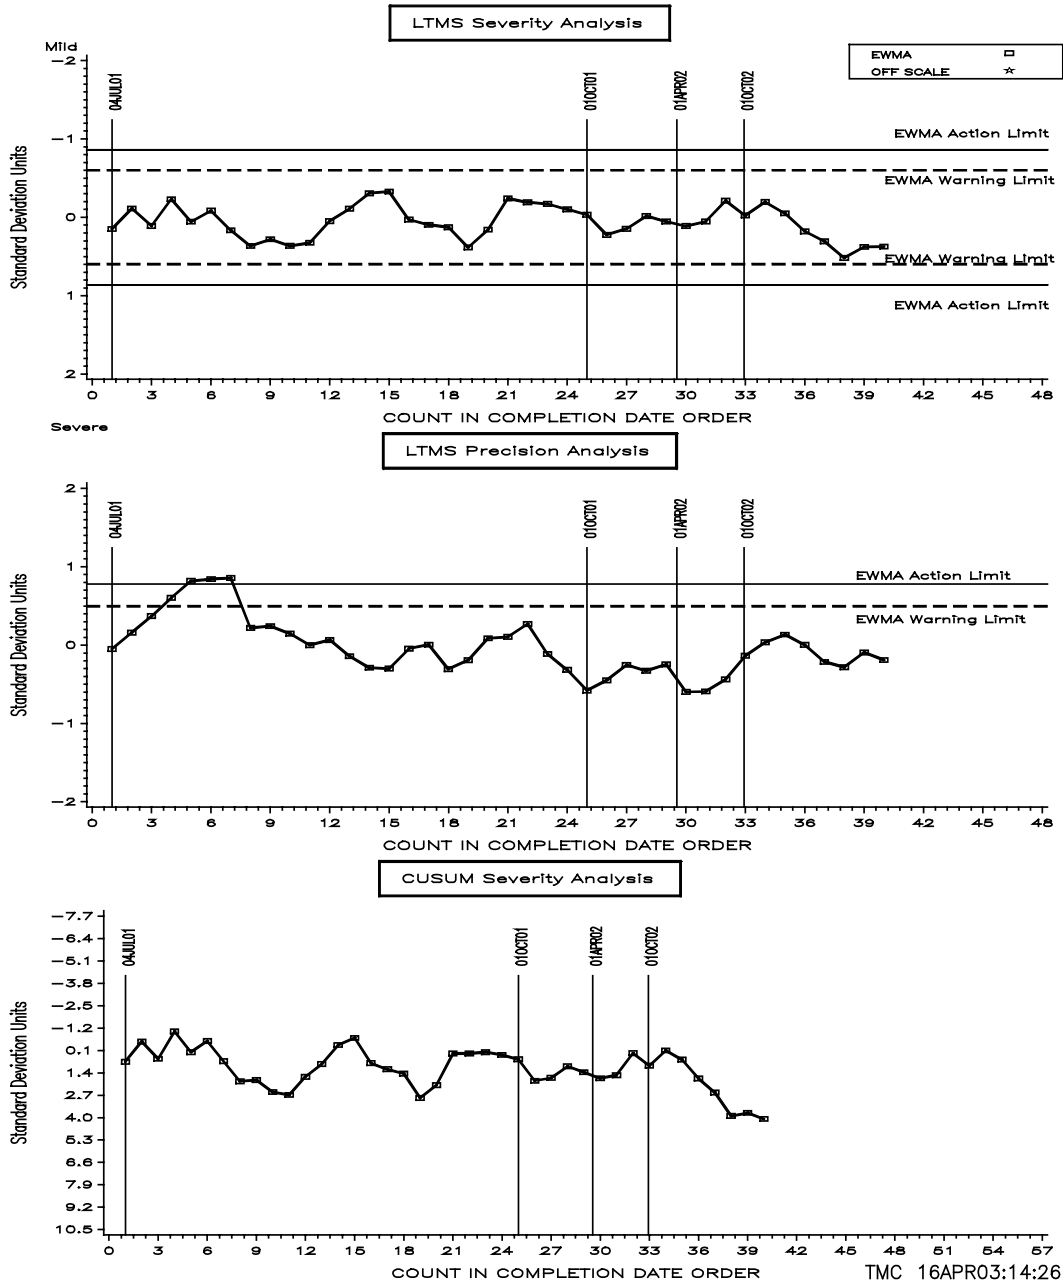 LTMS Severity Analysis
Mild
EWMA
OFF SCALE
04JUL01
01OCT01
01APR02
01OCT02
Standard Deviation Units
-2
-1
0
1
2
EWMA Action Limit
EWMA Warning Limit
EWMA Warning Limit
EWMA Action Limit
0 3 6 9 12 15 18 21 24 27 30 33 36 39 42 45 48
COUNT IN COMPLETION DATE ORDER
Severe
LTMS Precision Analysis
04JUL01
01OCT01
01APR02
01OCT02
Standard Deviation Units
2
1
0
-1
-2
EWMA Action Limit
EWMA Warning Limit
0 3 6 9 12 15 18 21 24 27 30 33 36 39 42 45 48
COUNT IN COMPLETION DATE ORDER
CUSUM Severity Analysis
04JUL01
01OCT01
01APR02
01OCT02
Standard Deviation Units
-7.7
-6.4
-5.1
-3.8
-2.5
-1.2
0.1
1.4
2.7
4.0
5.3
6.6
7.9
9.2
10.5
0 3 6 9 12 15 18 21 24 27 30 33 36 39 42 45 48 51 54 57
COUNT IN COMPLETION DATE ORDER
TMC 16APR03:14:26